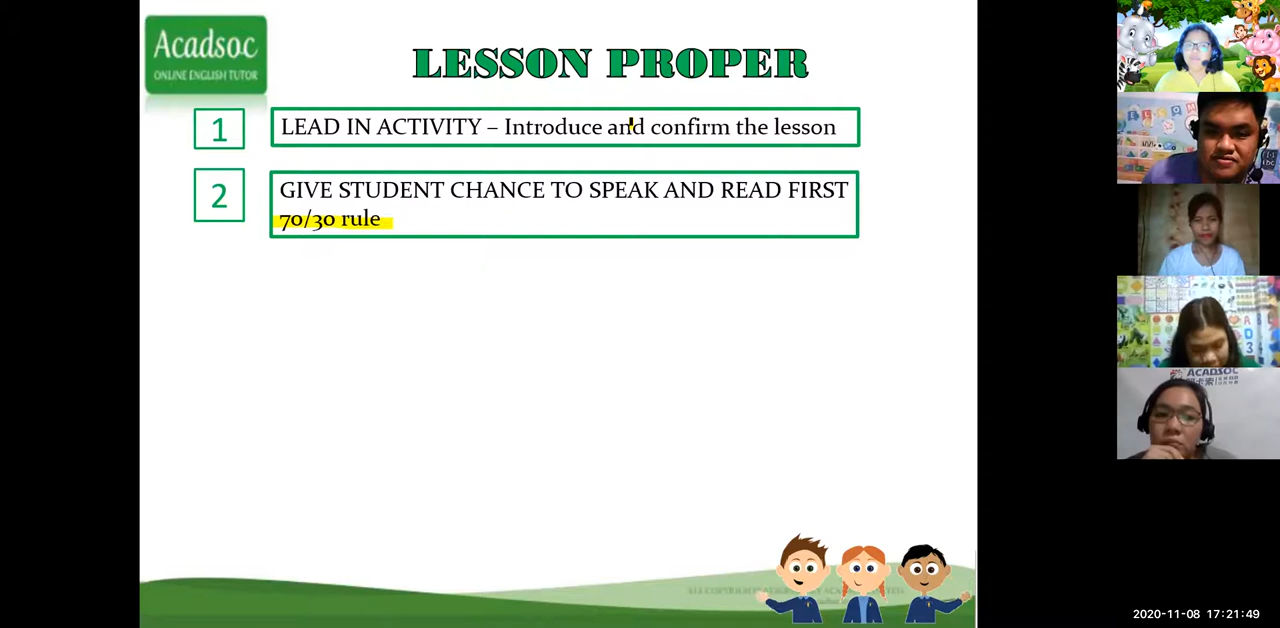 Acadsoc
ONLINE ENGLISH TUTOR
LESSON PROPER
1
LEAD IN ACTIVITY – Introduce and confirm the lesson
2
GIVE STUDENT CHANCE TO SPEAK AND READ FIRST
70/30 rule
ACADSOC
2020-11-08 17:21:49